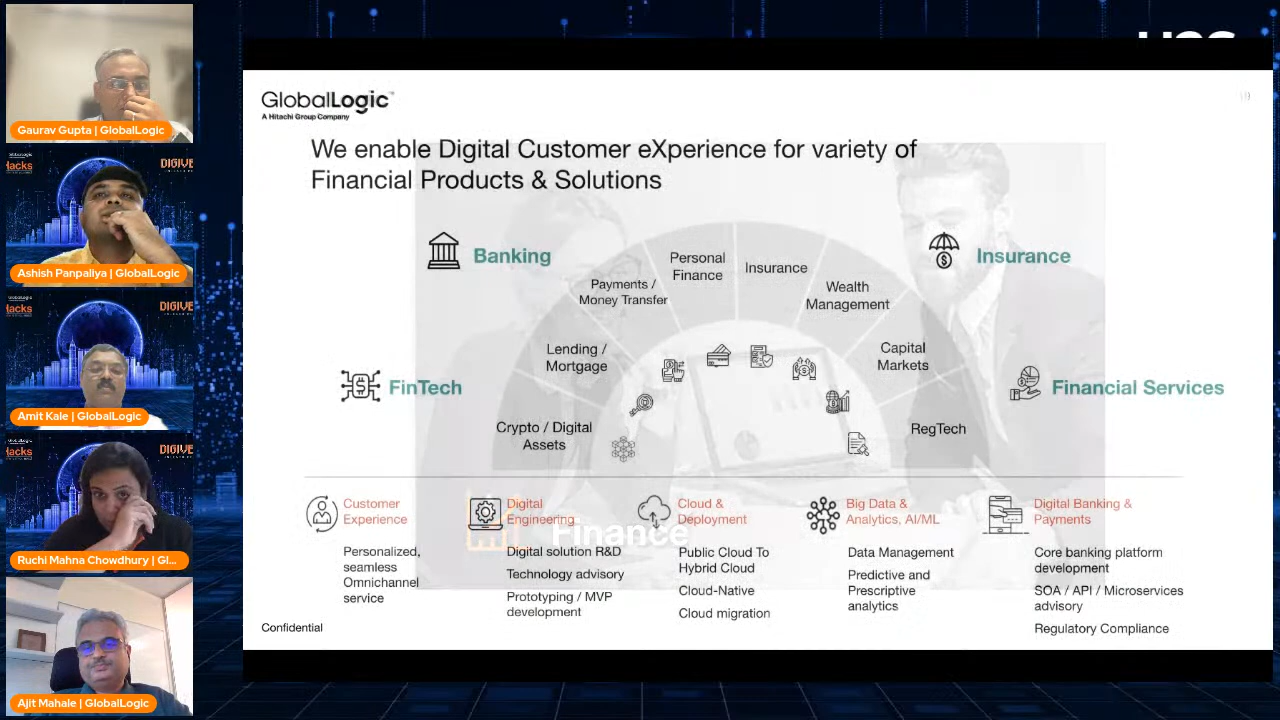 Gaurav Gupta | GlobalLogic
Ashish Panpaliya | GlobalLogic
Amit Kale | GlobalLogic
Ruchi Mahna Chowdhury | Gl...
Ajit Mahale | GlobalLogic
GlobalLogic
A Hitachi Group Company
We enable Digital Customer eXperience for variety of
Financial Products & Solutions
Banking
Insurance
FinTech
Financial Services
Crypto / Digital
Assets
Lending /
Mortgage
Payments /
Money Transfer
Personal
Finance
Insurance
Wealth
Management
Capital
Markets
RegTech
Finance
Customer
Experience
Personalized,
seamless
Omnichannel
service
Digital
Engineering
Digital solution R&D
Technology advisory
Prototyping / MVP
development
Cloud &
Deployment
Public Cloud To
Hybrid Cloud
Cloud-Native
Cloud migration
Big Data &
Analytics, AI/ML
Data Management
Predictive and
Prescriptive
analytics
Digital Banking &
Payments
Core banking platform
development
SOA / API / Microservices
advisory
Regulatory Compliance
Confidential